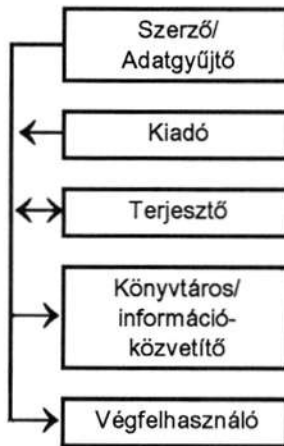 Szerző/
Adatgyűjtő
Kiadó
Terjesztő
Könyvtáros/
információ-
közvetítő
Végfelhasználó